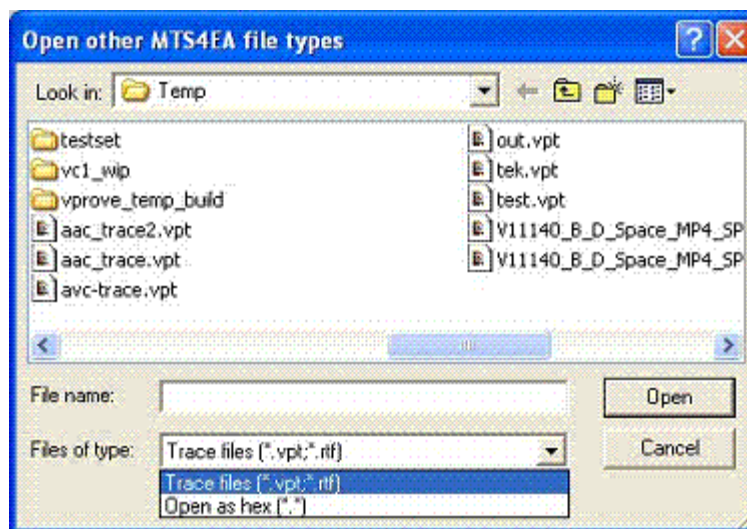 Open other MTS4EA file types
Look in: Temp
testset
vc1_wip
vprove_temp_build
aac_trace2.vpt
aac_trace.vpt
avc-trace.vpt
out.vpt
tek.vpt
test.vpt
V11140_B_D_Space_MP4_SP
V11140_B_D_Space_MP4_SP
File name:
Open
Files of type: Trace files (*.vpt;*.rtf)
Cancel
Trace files (*.vpt;*.rtf)
Open as hex (*.*)